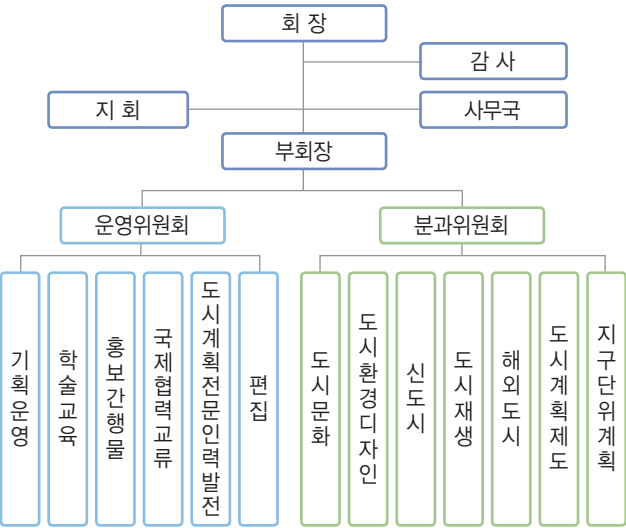 회 장
감 사
지 회
사무국
부회장
운영위원회
분과위원회
기획운영
학술교육
홍보간행물
국제협력교류
도시계획전문인력발전
편집
도시문화
도시환경디자인
신도시
도시재생
해외도시
도시계획제도
지구단위계획